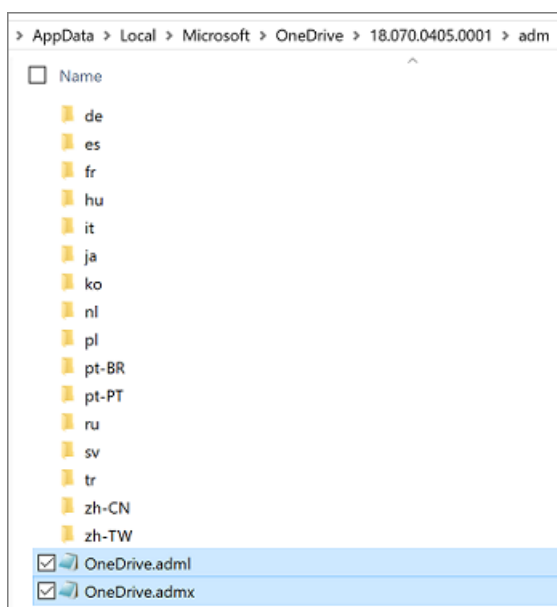 > AppData > Local > Microsoft > OneDrive > 18.070.0405.0001 > adm
Name
de
es
fr
hu
it
ja
ko
nl
pl
pt-BR
pt-PT
ru
sv
tr
zh-CN
zh-TW
OneDrive.adml
OneDrive.admx